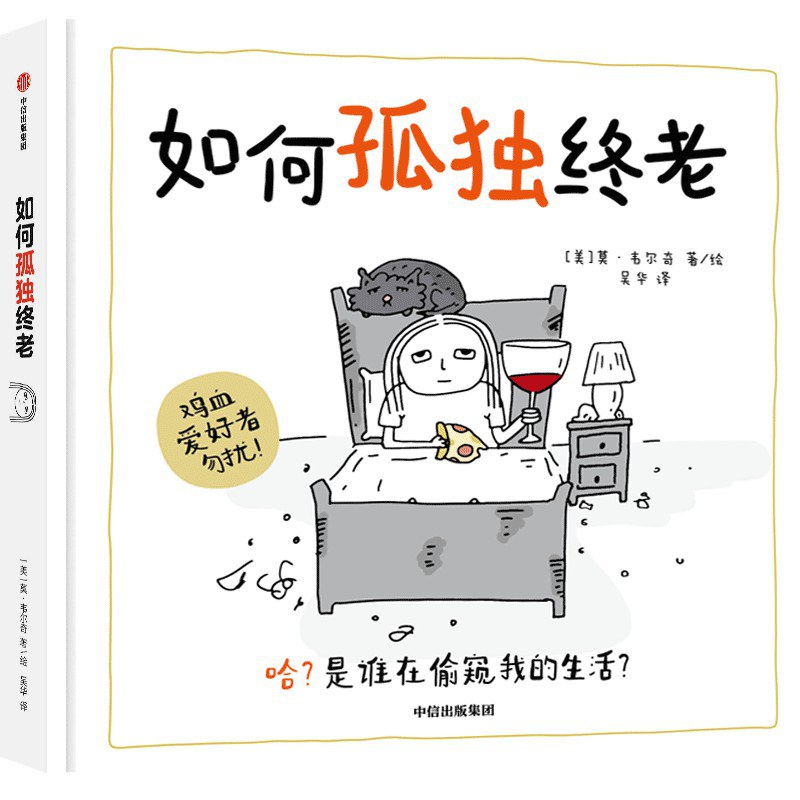 中信出版集团
如何孤独终老
[美]莫·韦尔奇 著/绘 吴华 译
如何孤独终老
[美]莫·韦尔奇 著/绘
吴华 译
鸡血
爱好者
勿扰!
哈?是谁在偷窥我的生活?
中信出版集团